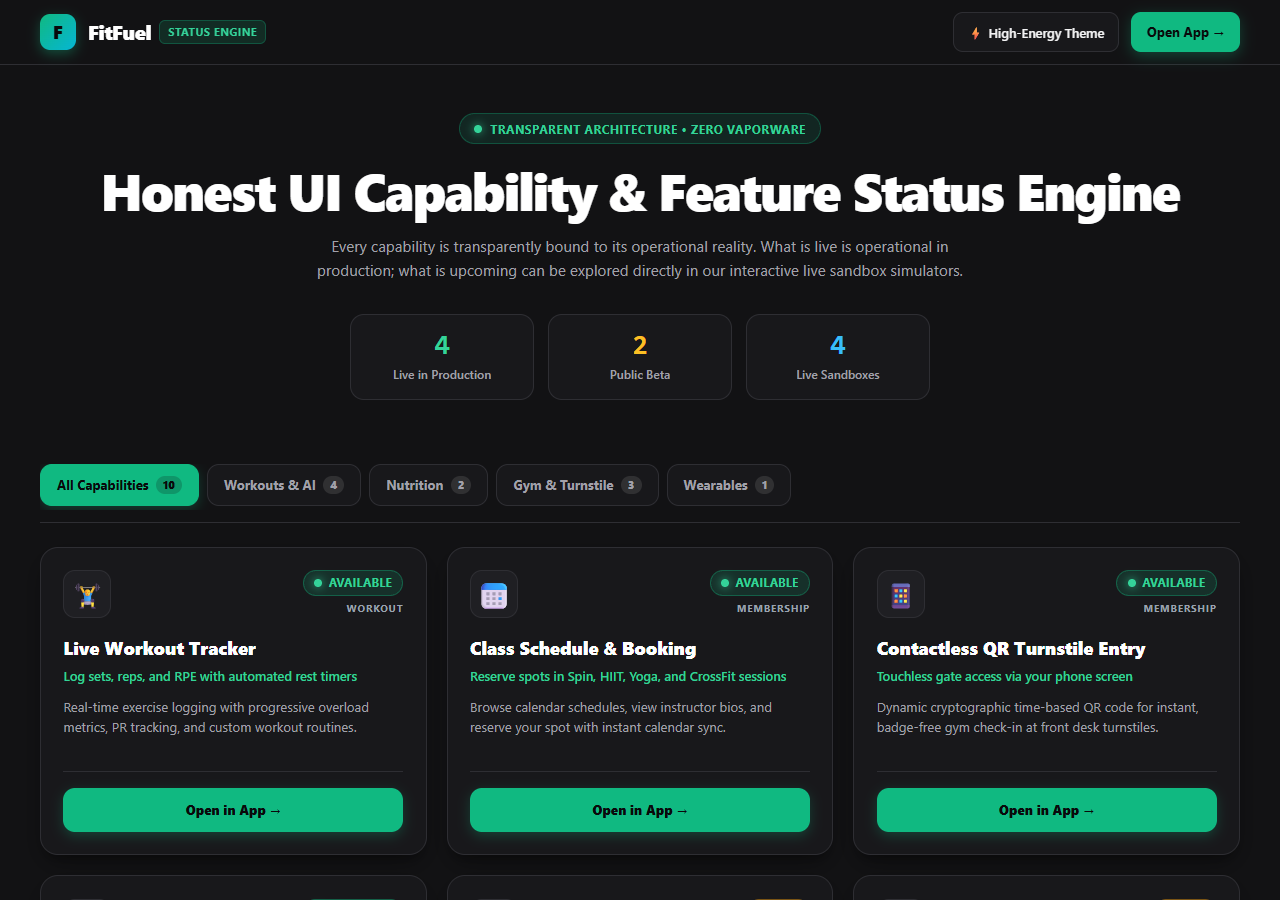 F FitFuel STATUS ENGINE High-Energy Theme Open App →
TRANSPARENT ARCHITECTURE • ZERO VAPORWARE
Honest UI Capability & Feature Status Engine
Every capability is transparently bound to its operational reality. What is live is operational in
production; what is upcoming can be explored directly in our interactive live sandbox simulators.
4
Live in Production
2
Public Beta
4
Live Sandboxes
All Capabilities 10 Workouts & AI 4 Nutrition 2 Gym & Turnstile 3 Wearables 1
AVAILABLE
WORKOUT
Live Workout Tracker
Log sets, reps, and RPE with automated rest timers
Real-time exercise logging with progressive overload
metrics, PR tracking, and custom workout routines.
Open in App →
AVAILABLE
MEMBERSHIP
Class Schedule & Booking
Reserve spots in Spin, HIIT, Yoga, and CrossFit sessions
Browse calendar schedules, view instructor bios, and
reserve your spot with instant calendar sync.
Open in App →
AVAILABLE
MEMBERSHIP
Contactless QR Turnstile Entry
Touchless gate access via your phone screen
Dynamic cryptographic time-based QR code for instant,
badge-free gym check-in at front desk turnstiles.
Open in App →